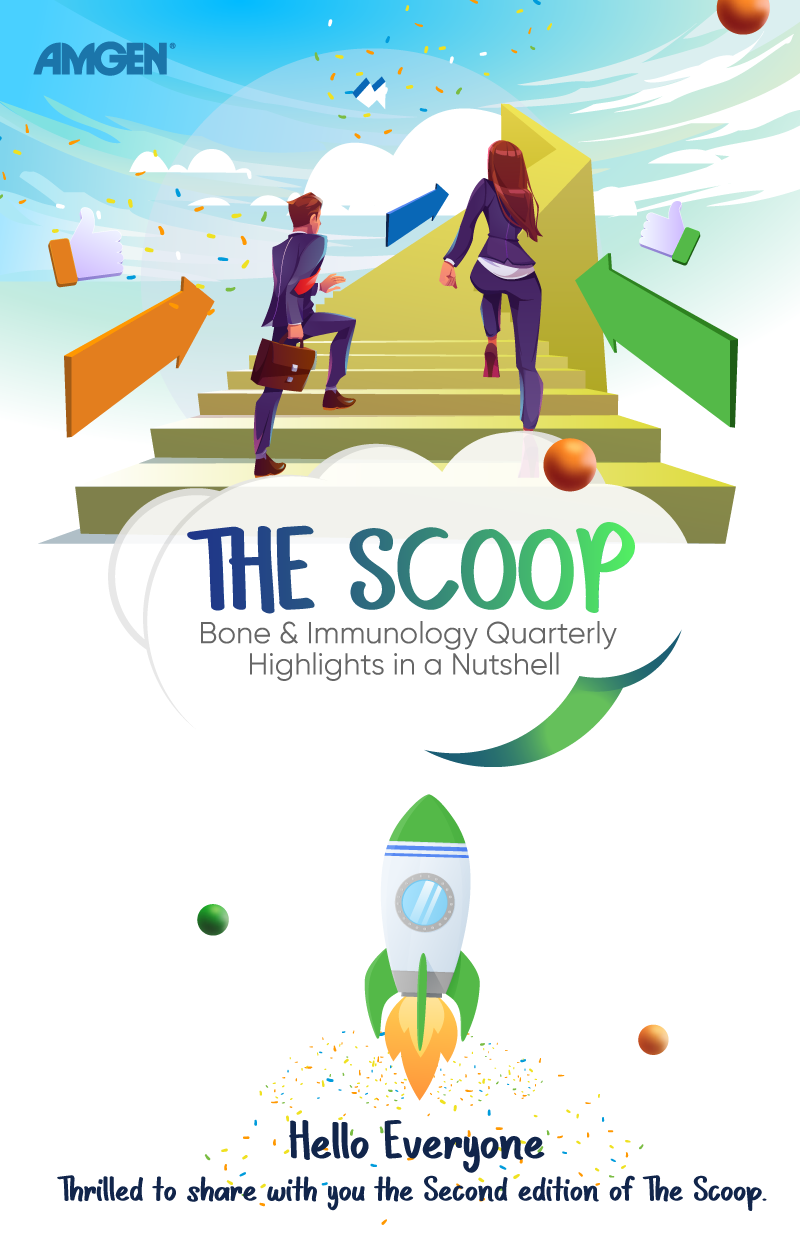 AMGEN®
THE SCOOP
Bone & Immunology Quarterly
Highlights in a Nutshell
Hello Everyone
Thrilled to share with you the Second edition of The Scoop.